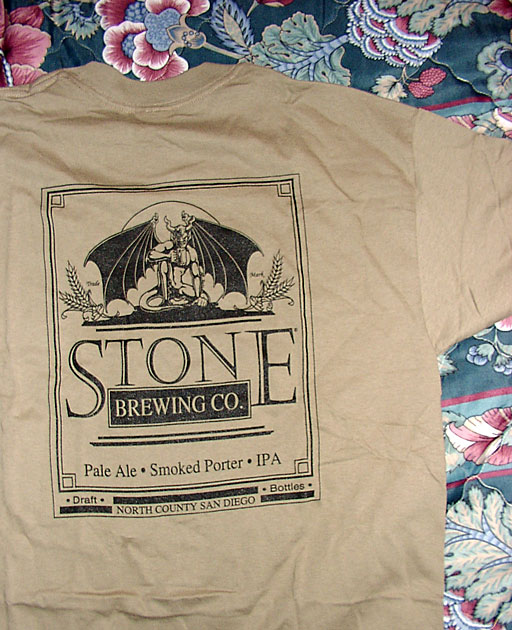 Trade Mark
STONE
BREWING CO.
Pale Ale • Smoked Porter • IPA
• Draft • • Bottles •
NORTH COUNTY SAN DIEGO